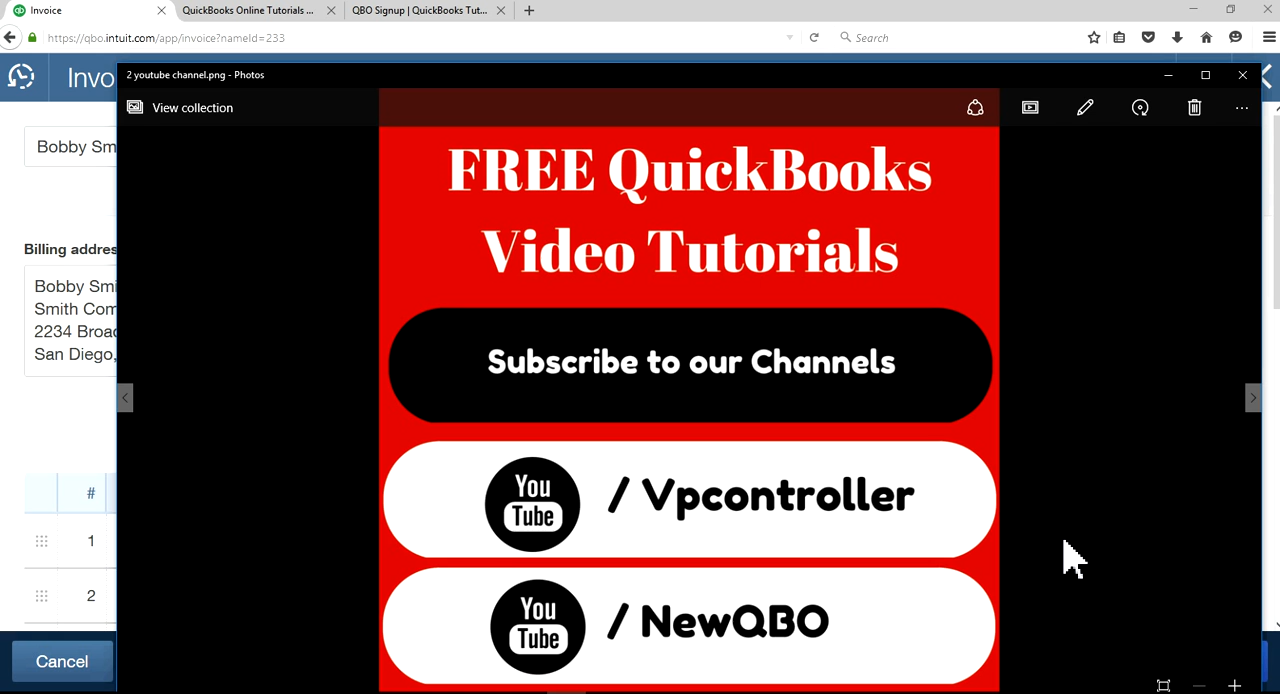 Invoice
QuickBooks Online Tutorials ...
QBO Signup | QuickBooks Tut...
https://qbo.intuit.com/app/invoice?nameId=233
Search
Invo
2 youtube channel.png - Photos
View collection
Bobby Sm
Billing addres
Bobby Smi
Smith Com
2234 Broad
San Diego,
#
1
2
Cancel
FREE QuickBooks
Video Tutorials
Subscribe to our Channels
You
Tube
/ Vpcontroller
You
Tube
/ NewQBO